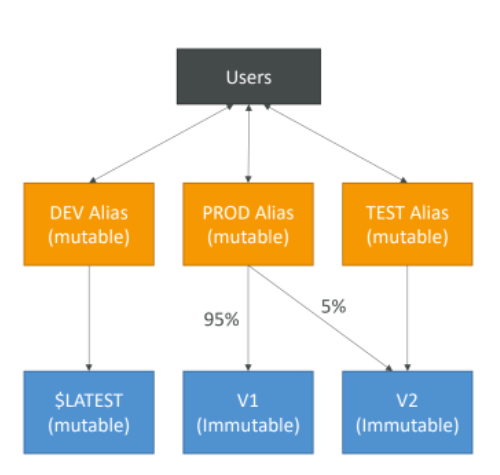 Users
DEV Alias
(mutable)
PROD Alias
(mutable)
TEST Alias
(mutable)
95%
5%
$LATEST
(mutable)
V1
(Immutable)
V2
(Immutable)